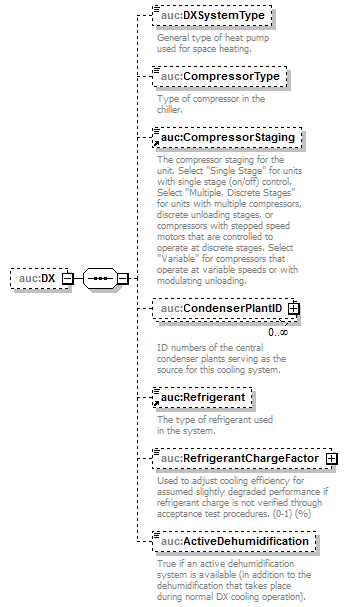 auc:DXSystemType
General type of heat pump
used for space heating.
auc:CompressorType
Type of compressor in the
chiller.
auc:CompressorStaging
The compressor staging for the
unit. Select "Single Stage" for units
with single stage (on/off) control.
Select "Multiple, Discrete Stages"
for units with multiple compressors,
discrete unloading stages, or
compressors with stepped speed
motors that are controlled to
operate at discrete stages. Select
"Variable" for compressors that
operate at variable speeds or with
modulating unloading.
auc:DX
auc:CondenserPlantID
0..∞
ID numbers of the central
condenser plants serving as the
source for this cooling system.
auc:Refrigerant
The type of refrigerant used
in the system.
auc:RefrigerantChargeFactor
Used to adjust cooling efficiency for
assumed slightly degraded performance if
refrigerant charge is not verified through
acceptance test procedures. (0-1) (%)
auc:ActiveDehumidification
True if an active dehumidification
system is available (in addition to the
dehumidification that takes place
during normal DX cooling operation).